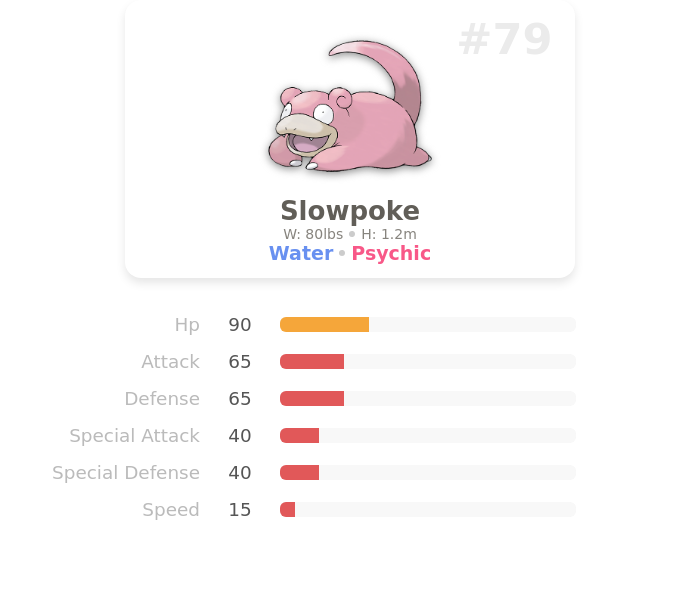 #79
Slowpoke
W: 80lbs • H: 1.2m
Water • Psychic
Hp 90
Attack 65
Defense 65
Special Attack 40
Special Defense 40
Speed 15